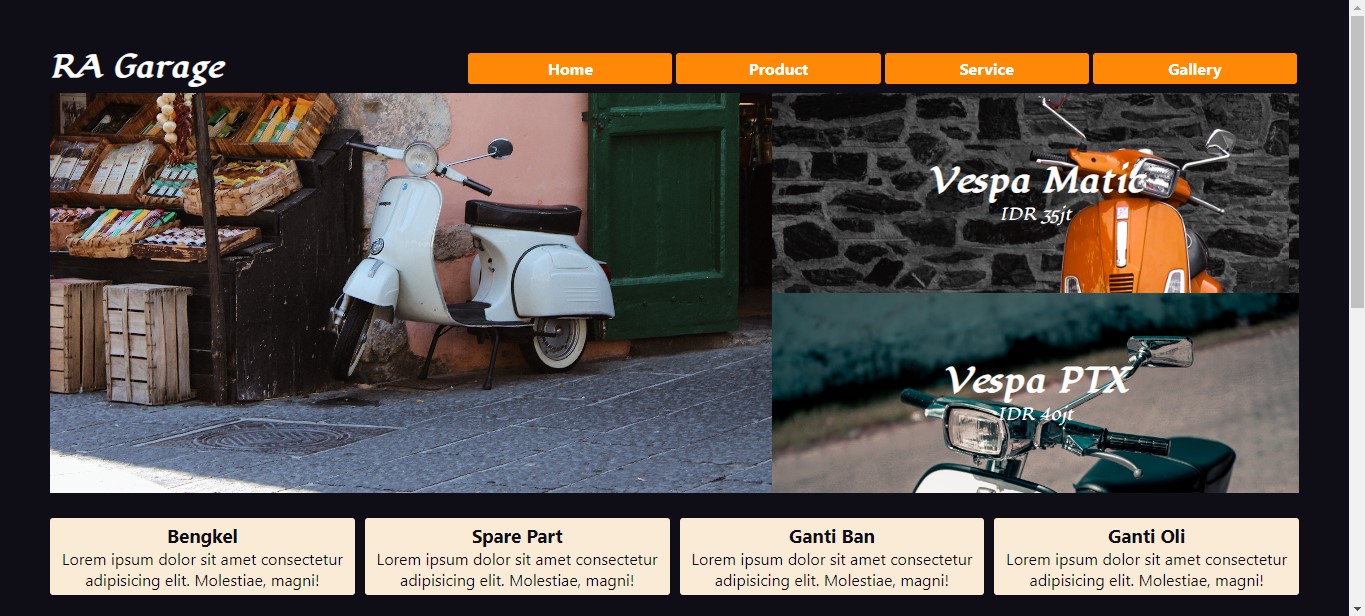 RA Garage
Home
Product
Service
Gallery
Vespa Matic
IDR 35jt
Vespa PTX
IDR 40jt
Bengkel
Lorem ipsum dolor sit amet consectetur
adipisicing elit. Molestiae, magni!
Spare Part
Lorem ipsum dolor sit amet consectetur
adipisicing elit. Molestiae, magni!
Ganti Ban
Lorem ipsum dolor sit amet consectetur
adipisicing elit. Molestiae, magni!
Ganti Oli
Lorem ipsum dolor sit amet consectetur
adipisicing elit. Molestiae, magni!